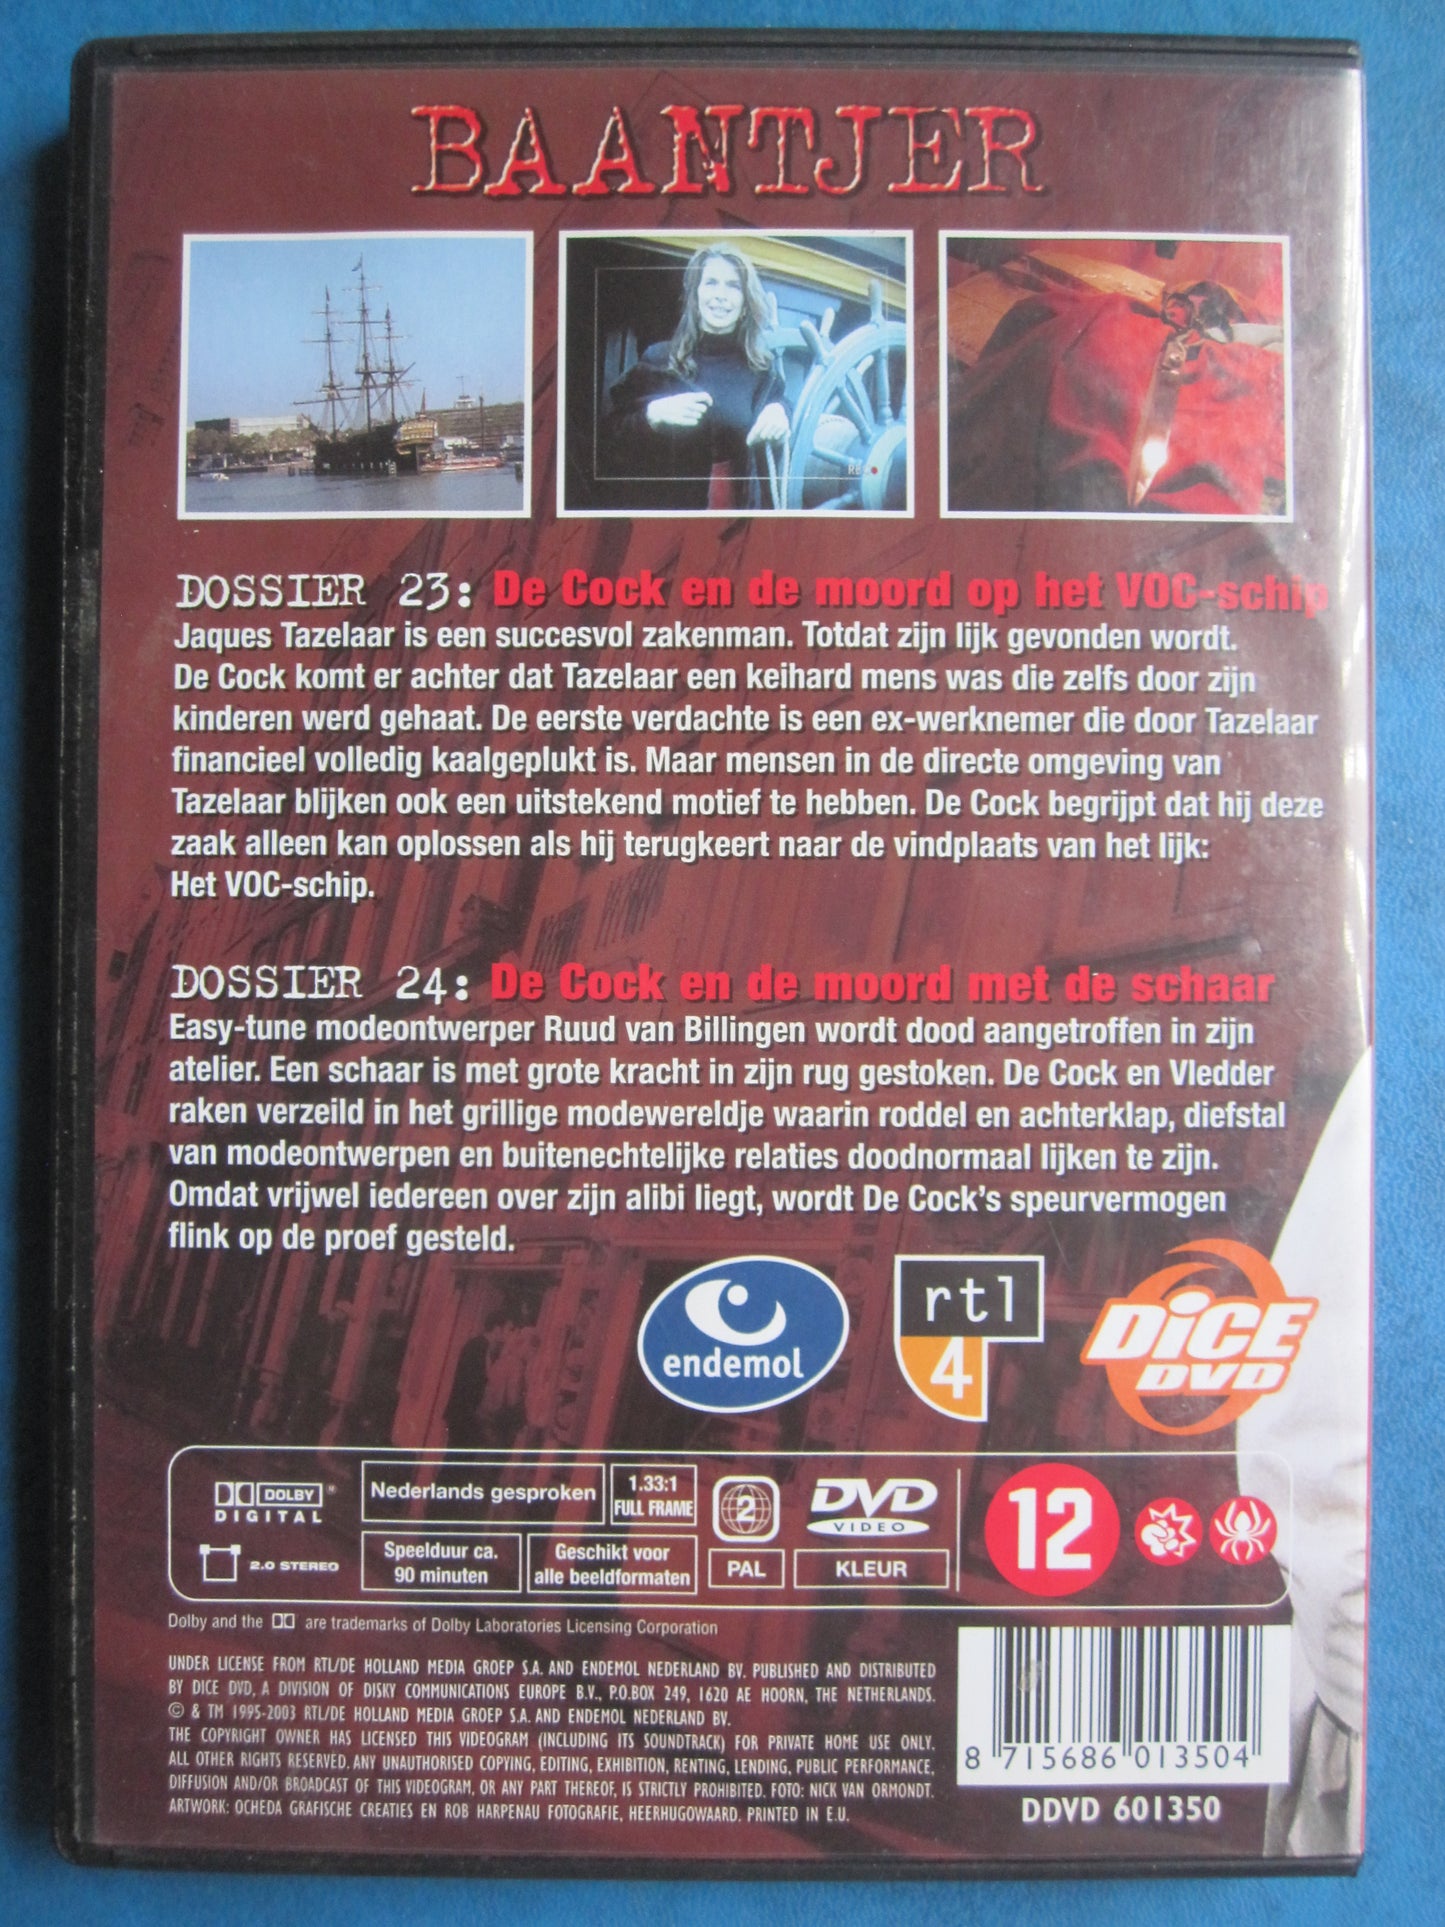 BAANTJER
REC
DOSSIER 23: De Cock en de moord op het VOC-schip
Jaques Tazelaar is een succesvol zakenman. Totdat zijn lijk gevonden wordt.
De Cock komt er achter dat Tazelaar een keihard mens was die zelfs door zijn
kinderen werd gehaat. De eerste verdachte is een ex-werknemer die door Tazelaar
financieel volledig kaalgeplukt is. Maar mensen in de directe omgeving van
Tazelaar blijken ook een uitstekend motief te hebben. De Cock begrijpt dat hij deze
zaak alleen kan oplossen als hij terugkeert naar de vindplaats van het lijk:
Het VOC-schip.
DOSSIER 24: De Cock en de moord met de schaar
Easy-tune modeontwerper Ruud van Billingen wordt dood aangetroffen in zijn
atelier. Een schaar is met grote kracht in zijn rug gestoken. De Cock en Vledder
raken verzeild in het grillige modewereldje waarin roddel en achterklap, diefstal
van modeontwerpen en buitenechtelijke relaties doodnormaal lijken te zijn.
Omdat vrijwel iedereen over zijn alibi liegt, wordt De Cock's speurvermogen
flink op de proef gesteld.
endemol
rtl
4
DiCE
DVD
DOLBY ®
DIGITAL
2.0 STEREO
Nederlands gesproken
1.33:1
FULL FRAME
Speelduur ca.
90 minuten
Geschikt voor
alle beeldformaten
2
PAL
DVD
VIDEO
KLEUR
12
Dolby and the are trademarks of Dolby Laboratories Licensing Corporation
UNDER LICENSE FROM RTL/DE HOLLAND MEDIA GROEP S.A. AND ENDEMOL NEDERLAND BV. PUBLISHED AND DISTRIBUTED
BY DICE DVD, A DIVISION OF DISKY COMMUNICATIONS EUROPE B.V., P.O.BOX 249, 1620 AE HOORN, THE NETHERLANDS.
© & TM 1995-2003 RTL/DE HOLLAND MEDIA GROEP S.A. AND ENDEMOL NEDERLAND BV.
THE COPYRIGHT OWNER HAS LICENSED THIS VIDEOGRAM (INCLUDING ITS SOUNDTRACK) FOR PRIVATE HOME USE ONLY.
ALL OTHER RIGHTS RESERVED. ANY UNAUTHORISED COPYING, EDITING, EXHIBITION, RENTING, LENDING, PUBLIC PERFORMANCE,
DIFFUSION AND/OR BROADCAST OF THIS VIDEOGRAM, OR ANY PART THEREOF, IS STRICTLY PROHIBITED. FOTO: NICK VAN ORMONDT.
ARTWORK: OCHEDA GRAFISCHE CREATIES EN ROB HARPENAU FOTOGRAFIE, HEERHUGOWAARD. PRINTED IN E.U.
8 715686 013504
DDVD 601350